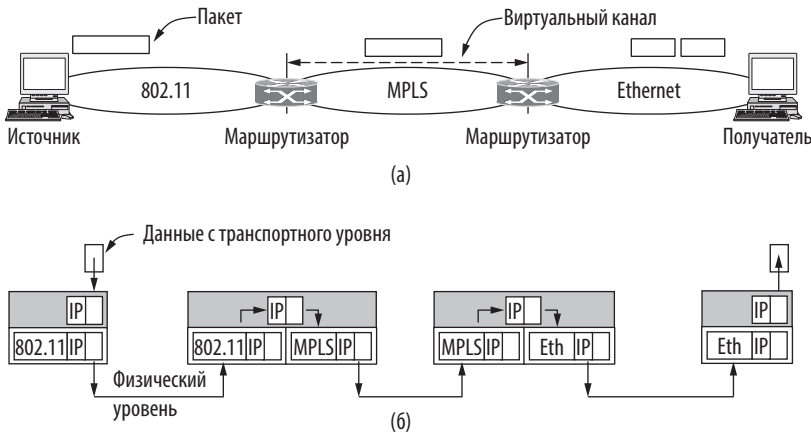 Пакет
Виртуальный канал
802.11
MPLS
Ethernet
Источник
Маршрутизатор
Маршрутизатор
Получатель
(а)
Данные с транспортного уровня
IP
IP
IP
IP
802.11 IP
802.11 IP
MPLS IP
MPLS IP
Eth IP
Eth IP
Физический
уровень
(б)